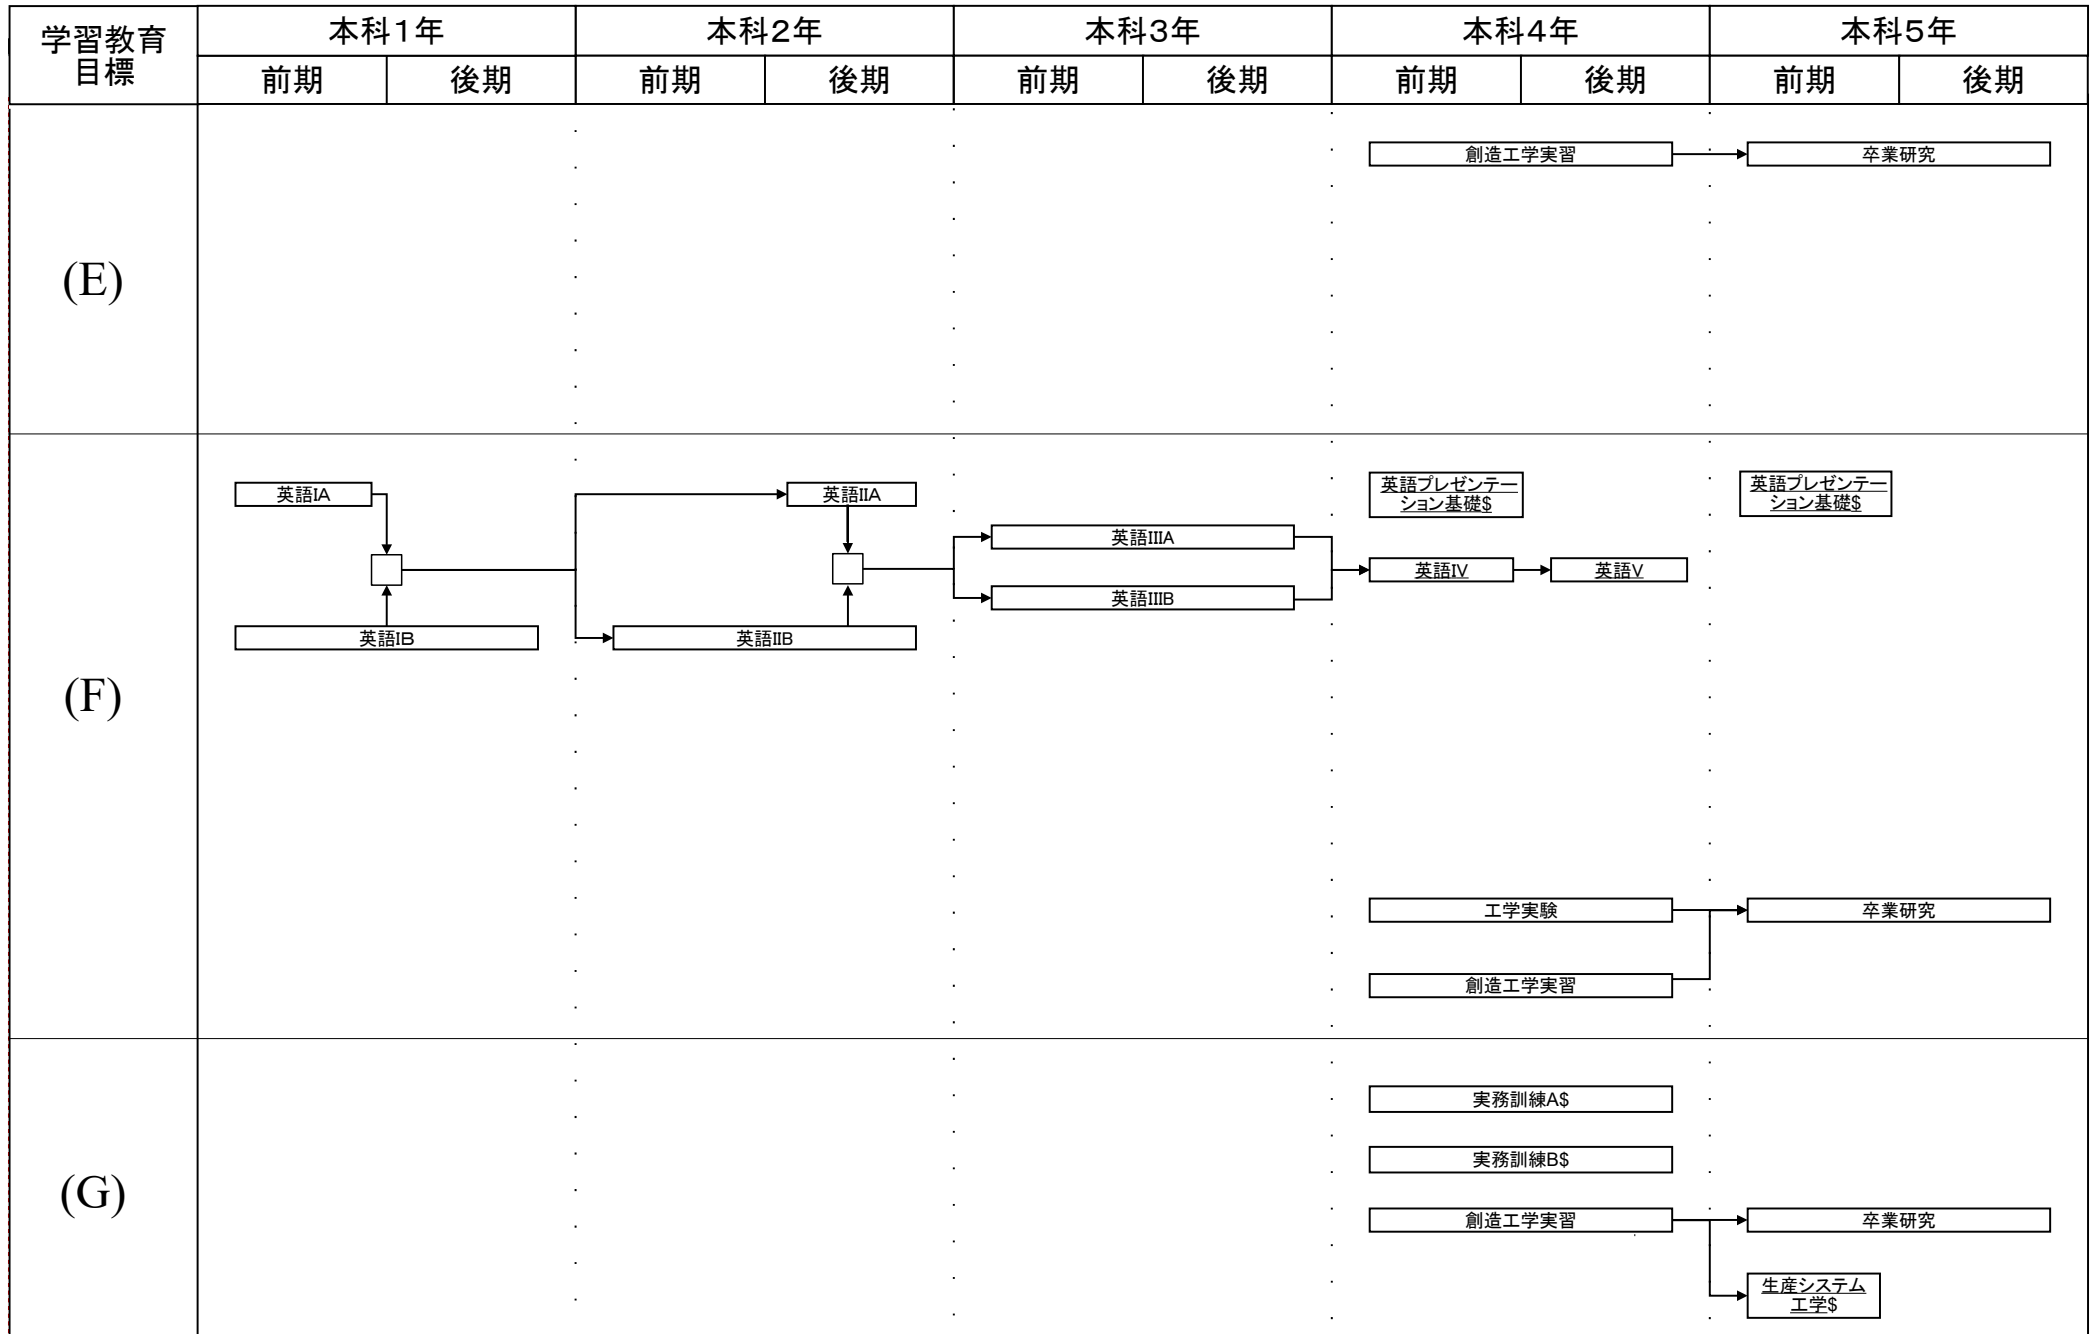 学習教育
目標
本科1年
本科2年
本科3年
本科4年
本科5年
前期
後期
前期
後期
前期
後期
前期
後期
前期
後期
(E)
創造工学実習
卒業研究
(F)
英語IA
英語IIA
英語プレゼンテー
ション基礎$
英語プレゼンテー
ション基礎$
英語IIIA
英語IV
英語V
英語IIIB
英語IB
英語IIB
工学実験
卒業研究
創造工学実習
(G)
実務訓練A$
実務訓練B$
創造工学実習
卒業研究
生産システム
工学$